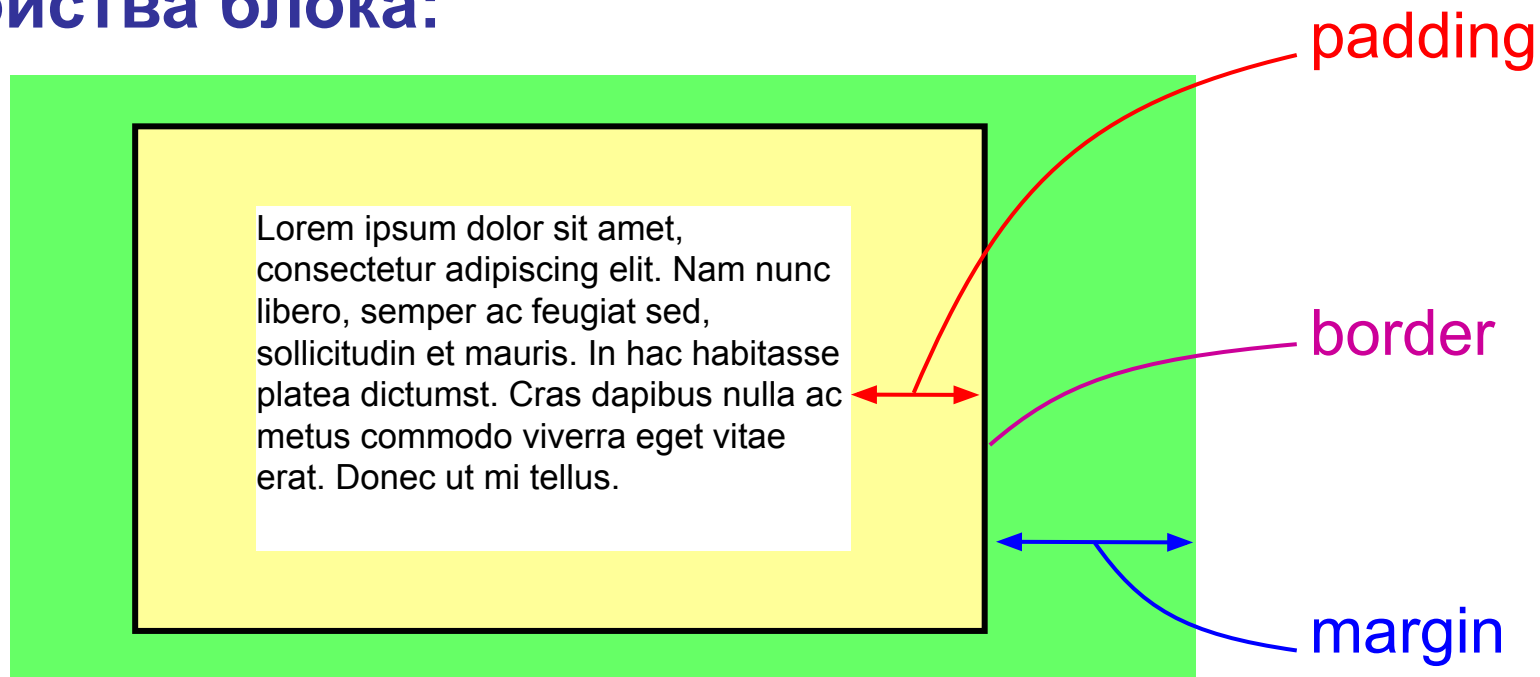 блока:
padding
Lorem ipsum dolor sit amet,
consectetur adipiscing elit. Nam nunc
libero, semper ac feugiat sed,
sollicitudin et mauris. In hac habitasse
platea dictumst. Cras dapibus nulla ac
metus commodo viverra eget vitae
erat. Donec ut mi tellus.
border
margin